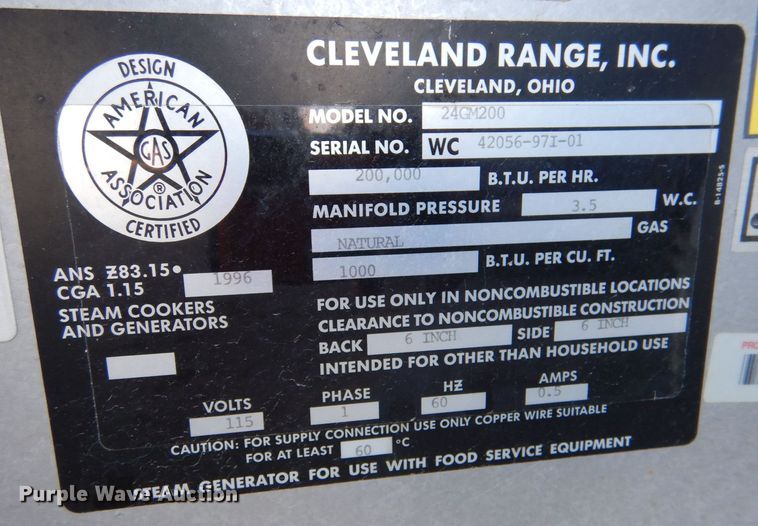 DESIGN
AMERICAN
GAS
®
ASSOCIATION
CERTIFIED
CLEVELAND RANGE, INC.
CLEVELAND, OHIO
MODEL NO. 24GM200
SERIAL NO. WC 42056-97I-01
200,000 B.T.U. PER HR.
MANIFOLD PRESSURE 3.5 W.C.
NATURAL GAS
1000 B.T.U. PER CU. FT.
ANS Z83.15•
CGA 1.15 1996
STEAM COOKERS
AND GENERATORS
FOR USE ONLY IN NONCOMBUSTIBLE LOCATIONS
CLEARANCE TO NONCOMBUSTIBLE CONSTRUCTION
BACK 6 INCH SIDE 6 INCH
INTENDED FOR OTHER THAN HOUSEHOLD USE
VOLTS PHASE HZ AMPS
115 1 60 0.5
CAUTION: FOR SUPPLY CONNECTION USE ONLY COPPER WIRE SUITABLE
FOR AT LEAST 60 °C
STEAM GENERATOR FOR USE WITH FOOD SERVICE EQUIPMENT
B-14825-S
PRO
Purple Wave Auction